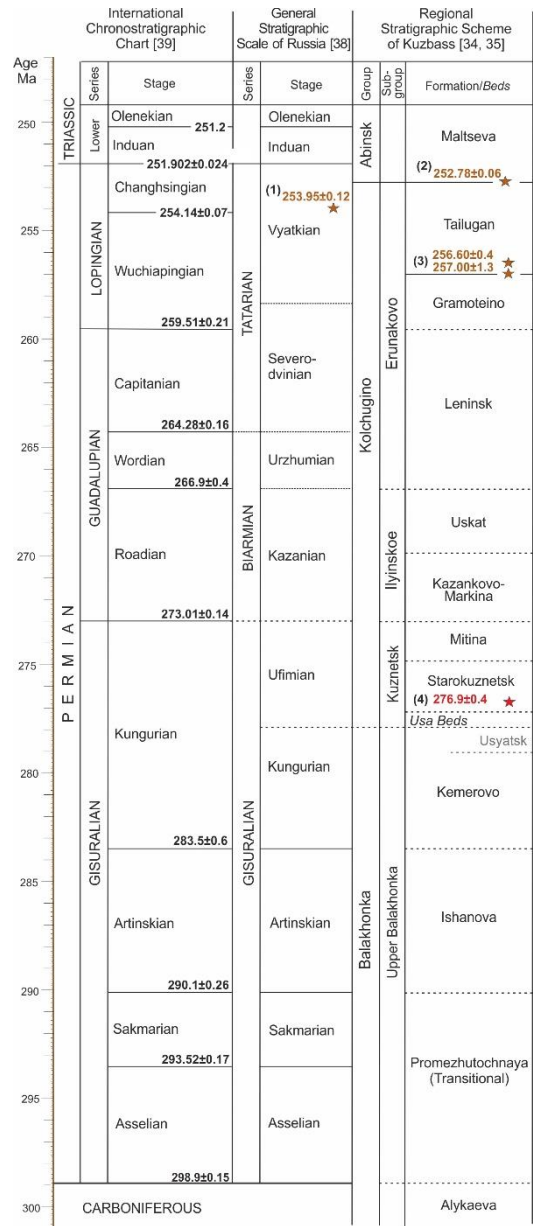 International
Chronostratigraphic
Chart [39]
General
Stratigraphic
Scale of Russia [38]
Regional
Stratigraphic Scheme
of Kuzbass [34, 35]
Age
Ma
Series
Stage
Series
Stage
Group
Sub-
group
Formation/Beds
250
255
260
265
270
275
280
285
290
295
300
TRIASSIC
PERMIAN
Lower
LOPINGIAN
GUADALUPIAN
GISURALIAN
Olenekian
251.2
Induan
251.902±0.024
Changhsingian
254.14±0.07
Wuchiapingian
259.51±0.21
Capitanian
264.28±0.16
Wordian
266.9±0.4
Roadian
273.01±0.14
Kungurian
283.5±0.6
Artinskian
290.1±0.26
Sakmarian
293.52±0.17
Asselian
298.9±0.15
CARBONIFEROUS
TATARIAN
BIARMIAN
GISURALIAN
Olenekian
Induan
(1) 253.95±0.12
Vyatkian
Severo-
dvinian
Urzhumian
Kazanian
Ufimian
Kungurian
Artinskian
Sakmarian
Asselian
Abinsk
Kolchugino
Balakhonka
Erunakovo
Ilyinskoe
Kuznetsk
Upper Balakhonka
Maltseva
(2) 252.78±0.06
Tailugan
(3) 256.60±0.4
257.00±1.3
Gramoteino
Leninsk
Uskat
Kazankovo-
Markina
Mitina
Starokuznetsk
(4) 276.9±0.4
Usa Beds
Usyatsk
Kemerovo
Ishanova
Promezhutochnaya
(Transitional)
Alykaeva